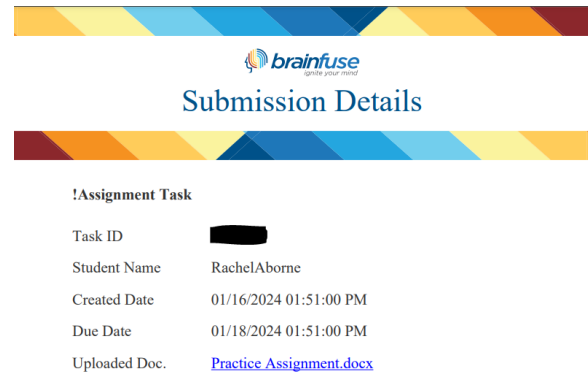 brainfuse
ignite your mind
Submission Details
!Assignment Task
Task ID
Student Name RachelAborne
Created Date 01/16/2024 01:51:00 PM
Due Date 01/18/2024 01:51:00 PM
Uploaded Doc. Practice Assignment.docx